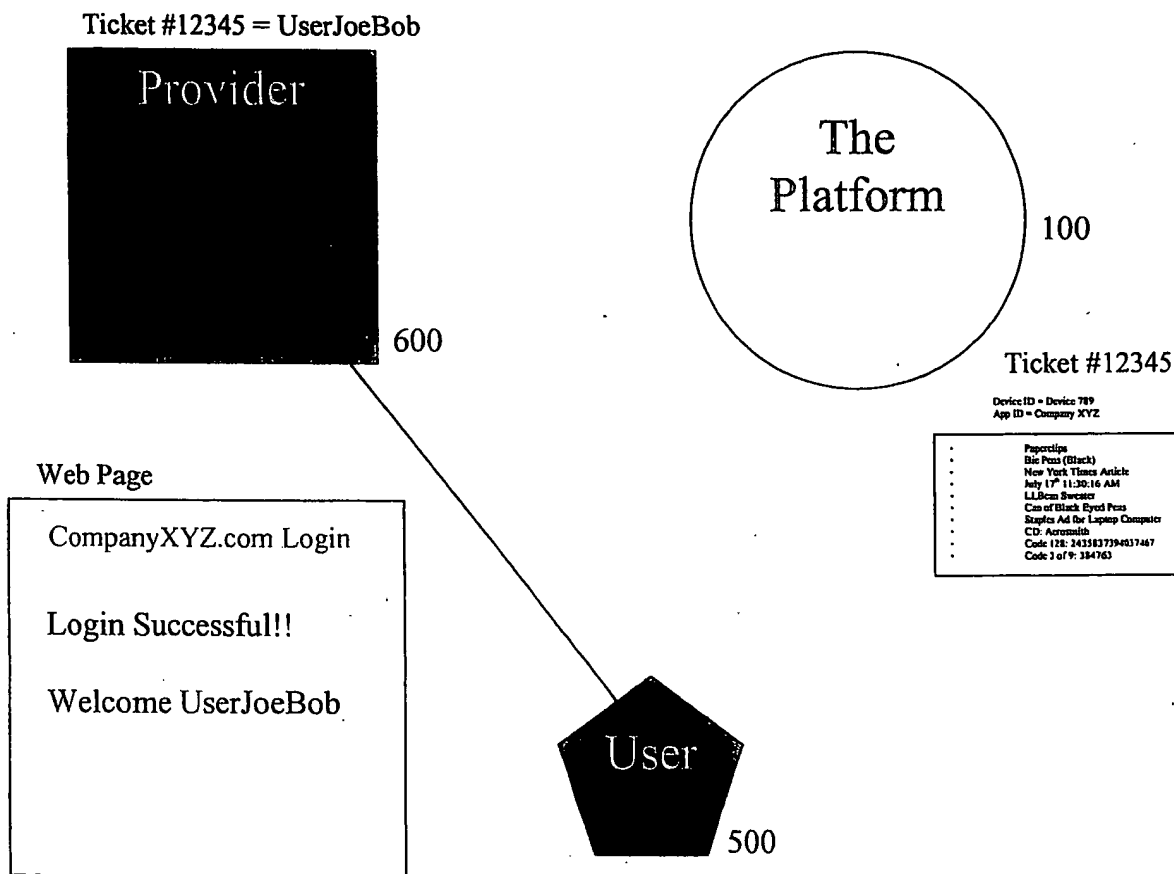 Ticket #12345 = UserJoeBob
Provider
600
The
Platform
100
Ticket #12345
Device ID = Device 789
App ID = Company XYZ
Paperclips
Bic Pens (Black)
New York Times Article
July 17th 11:30:16 AM
LLBean Sweater
Can of Black Eyed Peas
Staples Ad for Laptop Computer
CD: Aerosmith
Code 128: 2435837394037467
Code 3 of 9: 384763
Web Page
CompanyXYZ.com Login
Login Successful!!
Welcome UserJoeBob
User
500